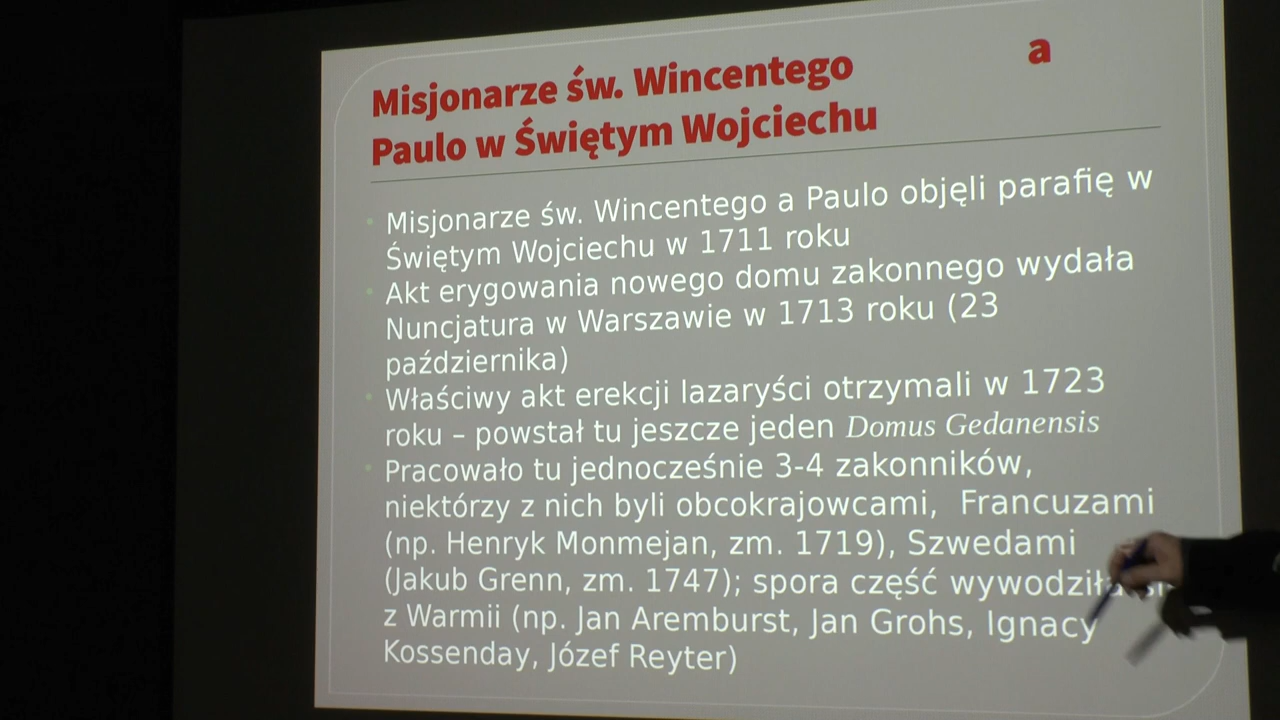 Misjonarze św. Wincentego a
Paulo w Świętym Wojciechu
Misjonarze św. Wincentego a Paulo objęli parafię w
Świętym Wojciechu w 1711 roku
Akt erygowania nowego domu zakonnego wydała
Nuncjatura w Warszawie w 1713 roku (23
października)
Właściwy akt erekcji lazaryści otrzymali w 1723
roku – powstał tu jeszcze jeden Domus Gedanensis
Pracowało tu jednocześnie 3-4 zakonników,
niektórzy z nich byli obcokrajowcami, Francuzami
(np. Henryk Monmejan, zm. 1719), Szwedami
(Jakub Grenn, zm. 1747); spora część wywodziła
z Warmii (np. Jan Aremburst, Jan Grohs, Ignacy
Kossenday, Józef Reyter)